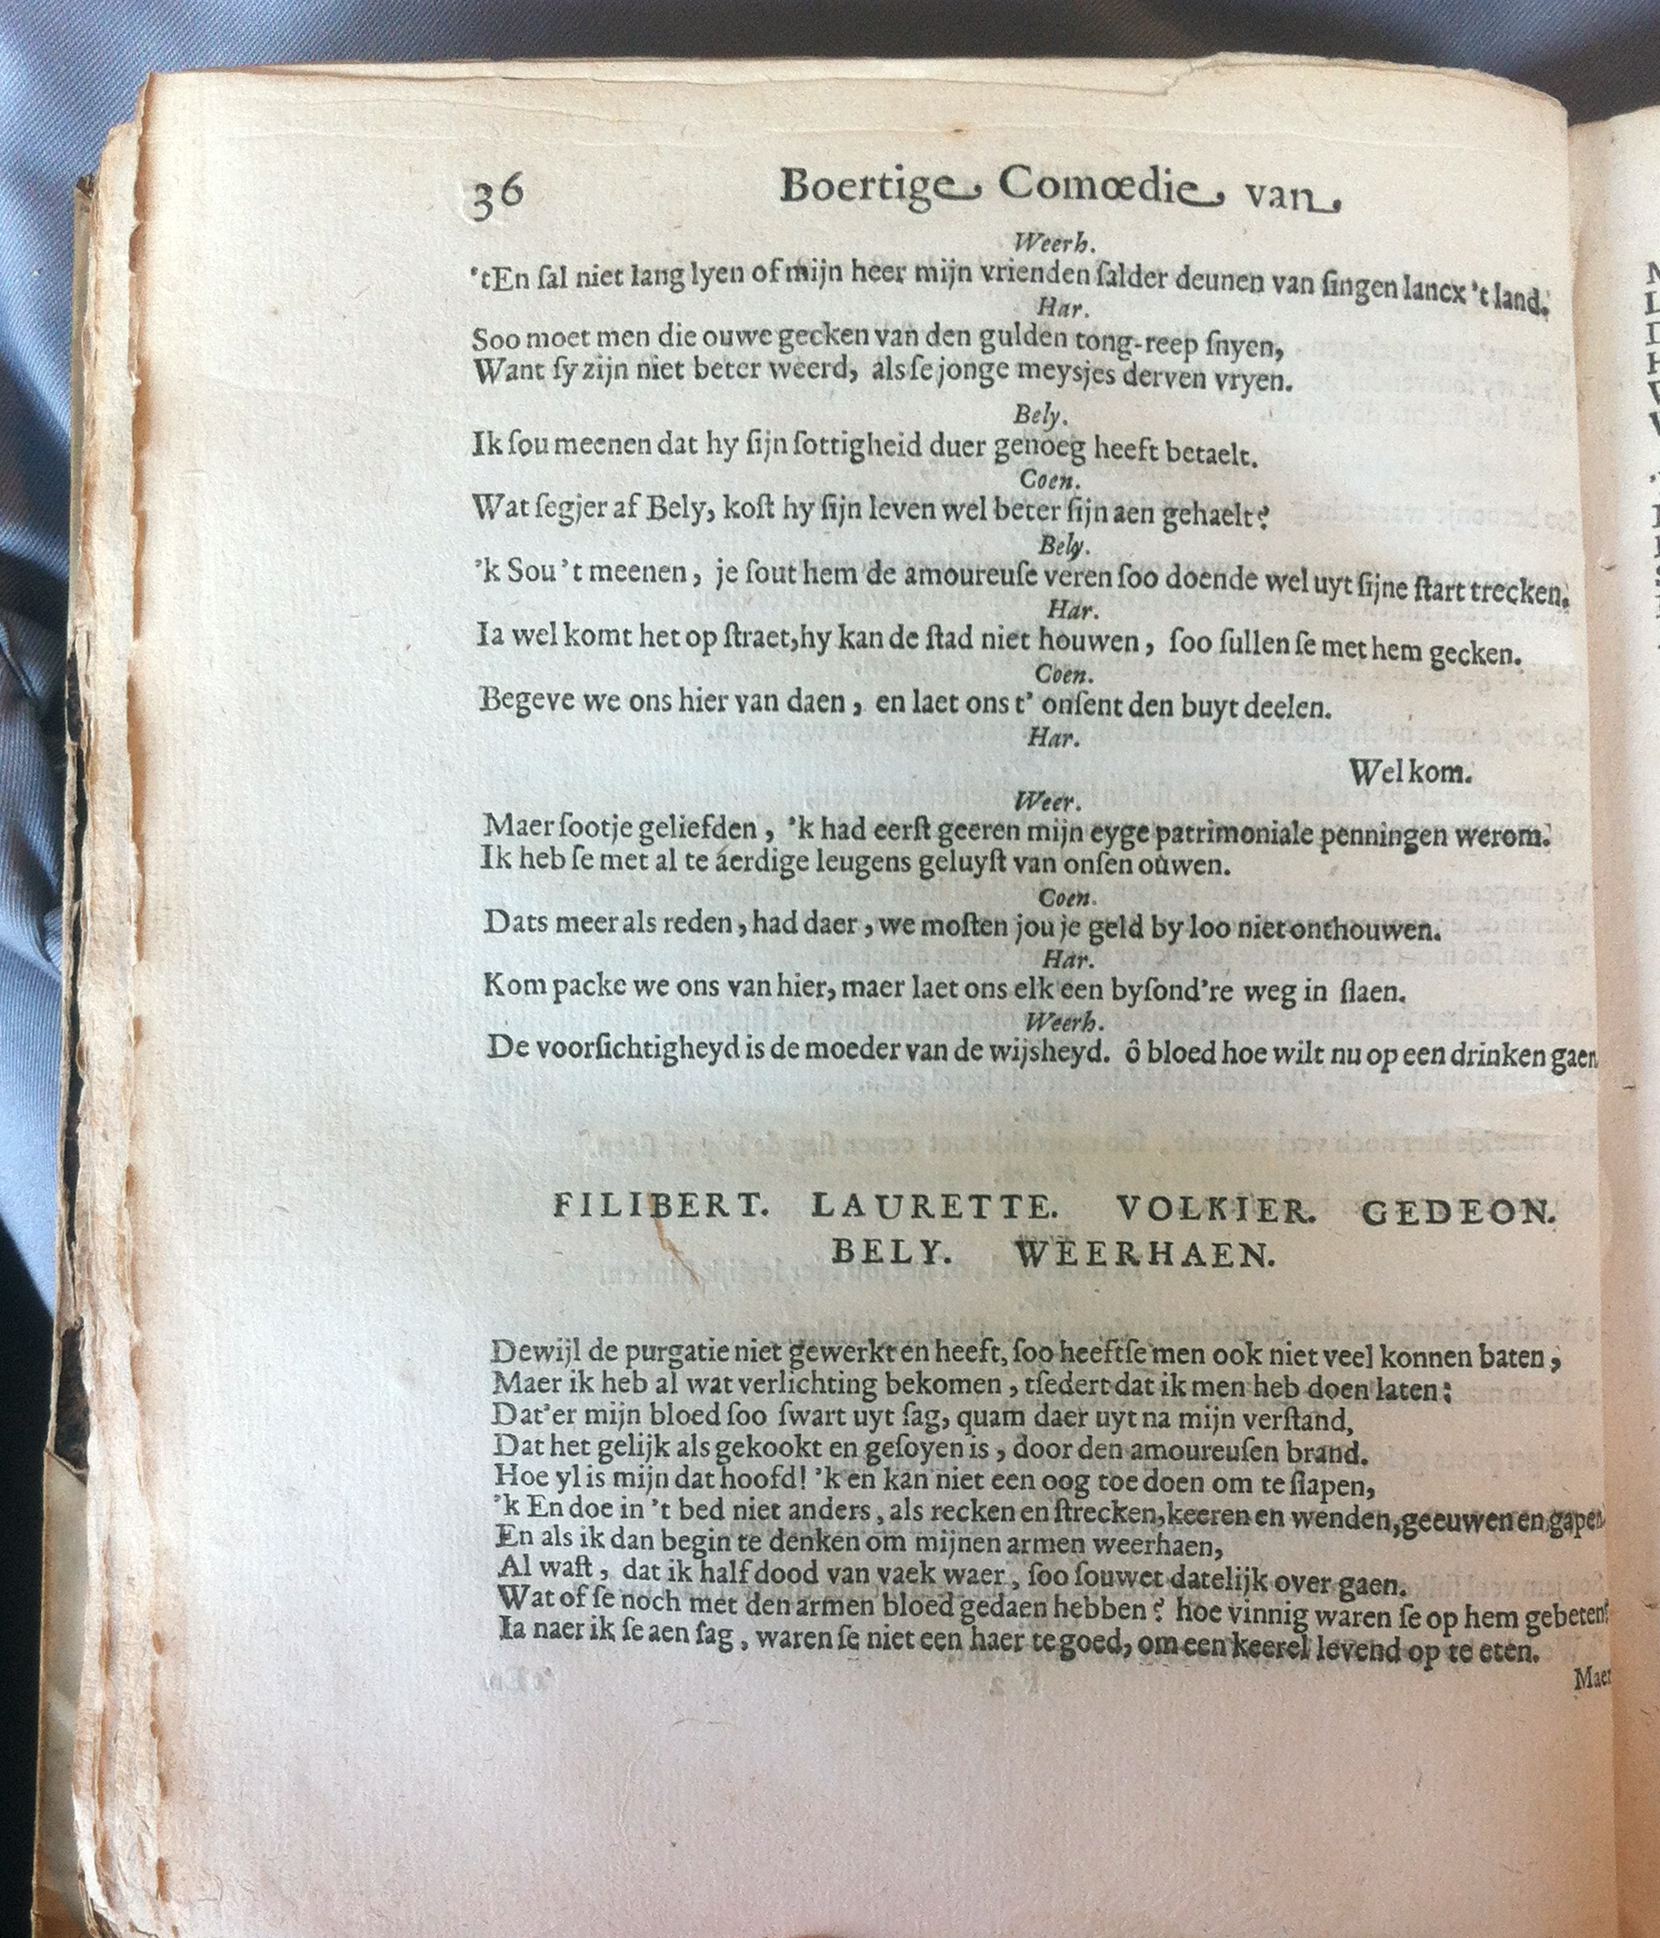 36 Boertige Comœdie van
Weerh.
'tEn ſal niet lang lyen of mijn heer mijn vrienden ſalder deunen van ſingen lancx 't land.
Har.
Soo moet men die ouwe gecken van den gulden tong-reep ſnyen,
Want ſy zijn niet beter weerd, als ſe jonge meysjes derven vryen.
Bely.
Ik ſou meenen dat hy ſijn ſottigheid duer genoeg heeft betaelt.
Coen.
Wat ſegjer af Bely, koſt hy ſijn leven wel beter ſijn aen gehaelt?
Bely.
'k Sou 't meenen, je ſout hem de amoureuſe veren ſoo doende wel uyt ſijne ſtart trecken.
Har.
Ia wel komt het op ſtraet, hy kan de ſtad niet houwen, ſoo ſullen ſe met hem gecken.
Coen.
Begeve we ons hier van daen, en laet ons t' onſent den buyt deelen.
Har.
Wel kom.
Weer.
Maer ſootje geliefden, 'k had eerſt geeren mijn eyge patrimoniale penningen werom.
Ik heb ſe met al te aerdige leugens geluyſt van onſen ouwen.
Coen.
Dats meer als reden, had daer, we moſten jou je geld by loo niet onthouwen.
Har.
Kom packe we ons van hier, maer laet ons elk een byſond're weg in ſlaen.
Weerh.
De voorſichtigheyd is de moeder van de wijsheyd. ô bloed hoe wilt nu op een drinken gaen
FILIBERT. LAURETTE. VOLKIER. GEDEON.
BELY. WEERHAEN.
Dewijl de purgatie niet gewerkt en heeft, ſoo heeftſe men ook niet veel konnen baten,
Maer ik heb al wat verlichting bekomen, tſedert dat ik men heb doen laten:
Dat'er mijn bloed ſoo ſwart uyt ſag, quam daer uyt na mijn verſtand,
Dat het gelijk als gekookt en geſoyen is, door den amoureuſen brand.
Hoe yl is mijn dat hoofd! 'k en kan niet een oog toe doen om te ſlapen,
'k En doe in 't bed niet anders, als recken en ſtrecken, keeren en wenden, geeuwen en gapen
En als ik dan begin te denken om mijnen armen weerhaen,
Al waſt, dat ik half dood van vaek waer, ſoo ſouwet datelijk over gaen.
Wat of ſe noch met den armen bloed gedaen hebben? hoe vinnig waren ſe op hem gebeten?
Ia naer ik ſe aen ſag, waren ſe niet een haer te goed, om een keerel levend op te eten.
Maer